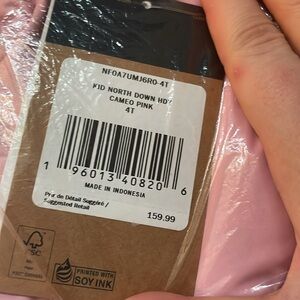 NF0A7UMJ6R0-4T
KID NORTH DOWN HDY
CAMEO PINK
4T
1 96013 40820 6
MADE IN INDONESIA
Prix de Détail Suggéré /
Suggested Retail
159.99
FSC
PRINTED WITH
SOY INK